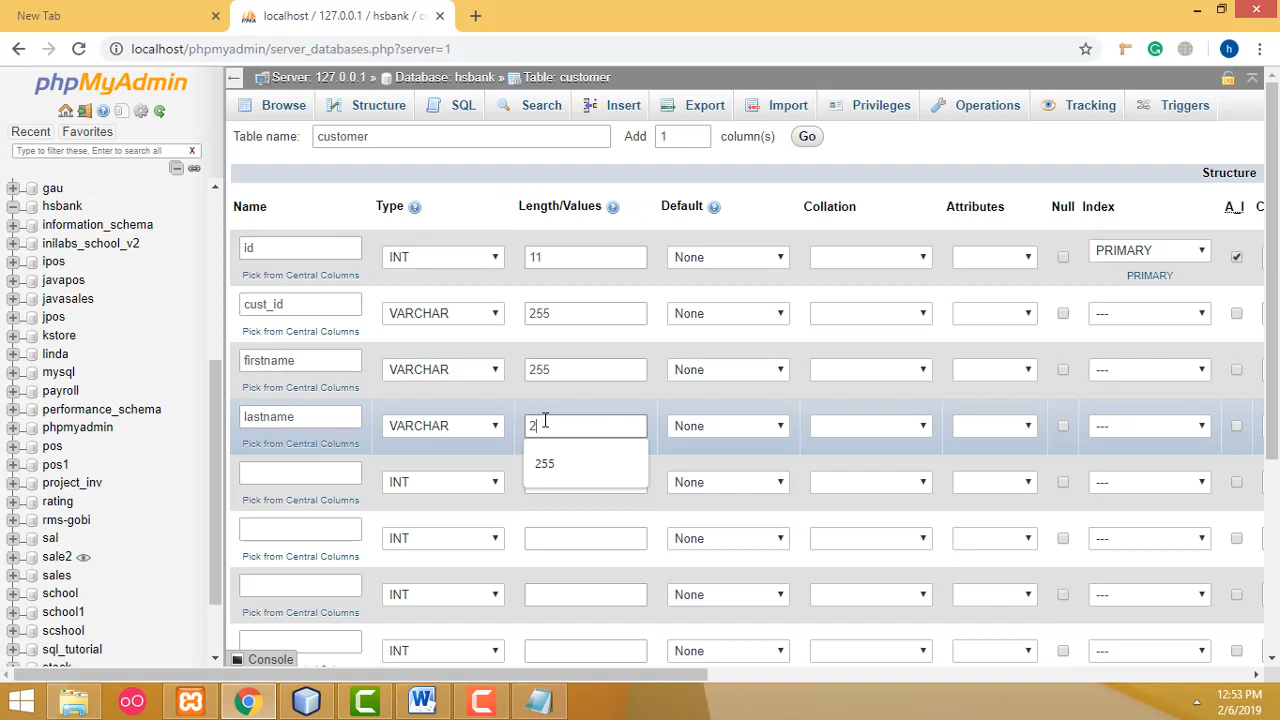 New Tab
localhost / 127.0.0.1 / hsbank / cu
localhost/phpmyadmin/server_databases.php?server=1
h
phpMyAdmin
Recent Favorites
Type to filter these, Enter to search all X
gau
hsbank
information_schema
inilabs_school_v2
ipos
javapos
javasales
jpos
kstore
linda
mysql
payroll
performance_schema
phpmyadmin
pos
pos1
project_inv
rating
rms-gobi
sal
sale2
sales
school
school1
scshool
sql_tutorial
Server: 127.0.0.1 » Database: hsbank » Table: customer
Browse Structure SQL Search Insert Export Import Privileges Operations Tracking Triggers
Table name: customer Add 1 column(s) Go
Structure
Name Type Length/Values Default Collation Attributes Null Index A_I
id INT 11 None PRIMARY
Pick from Central Columns PRIMARY
cust_id VARCHAR 255 None ---
Pick from Central Columns
firstname VARCHAR 255 None ---
Pick from Central Columns
lastname VARCHAR 2 None ---
Pick from Central Columns
255
INT None ---
Pick from Central Columns
INT None ---
Pick from Central Columns
INT None ---
Pick from Central Columns
INT None ---
Console
12:53 PM
2/6/2019